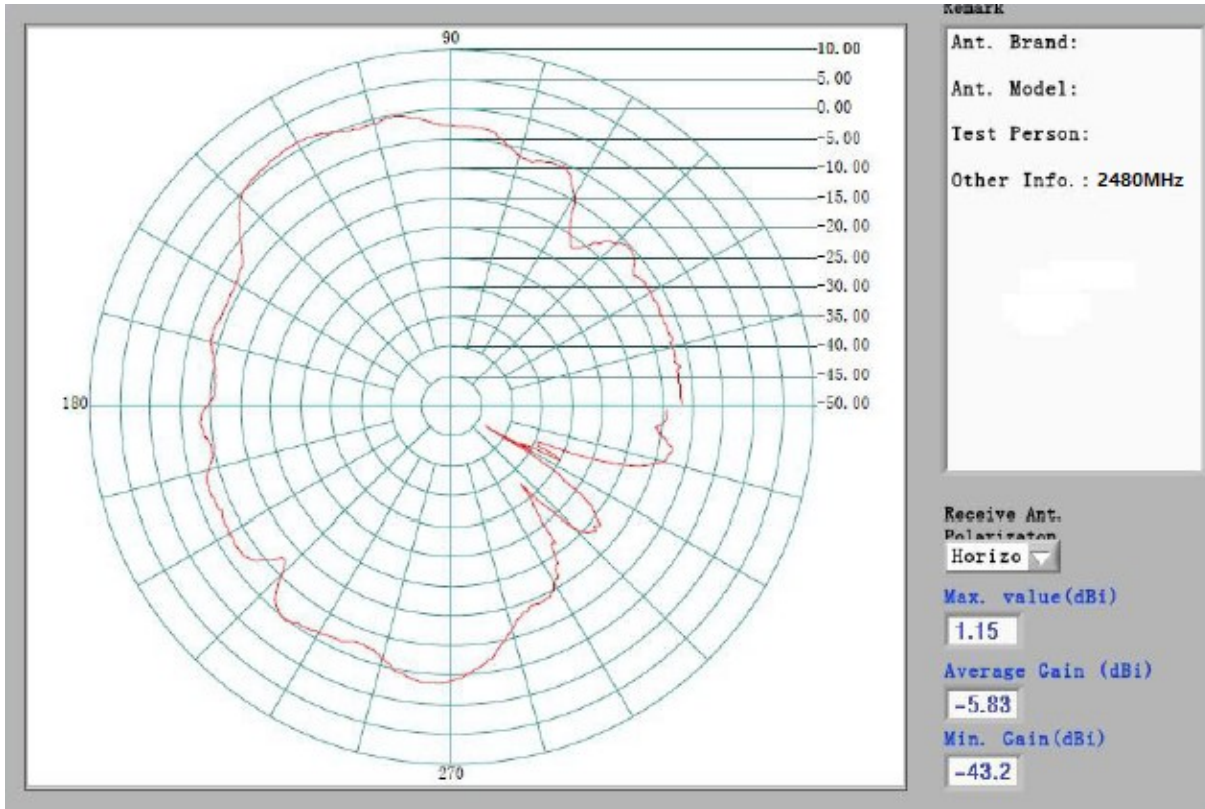 Remark
90
10.00
5.00
0.00
-5.00
-10.00
-15.00
-20.00
-25.00
-30.00
-35.00
-40.00
-45.00
-50.00
180
270
Ant. Brand:
Ant. Model:
Test Person:
Other Info.: 2480MHz
Receive Ant.
Polarizaton
Horizo
Max. value(dBi)
1.15
Average Gain (dBi)
-5.83
Min. Gain(dBi)
-43.2